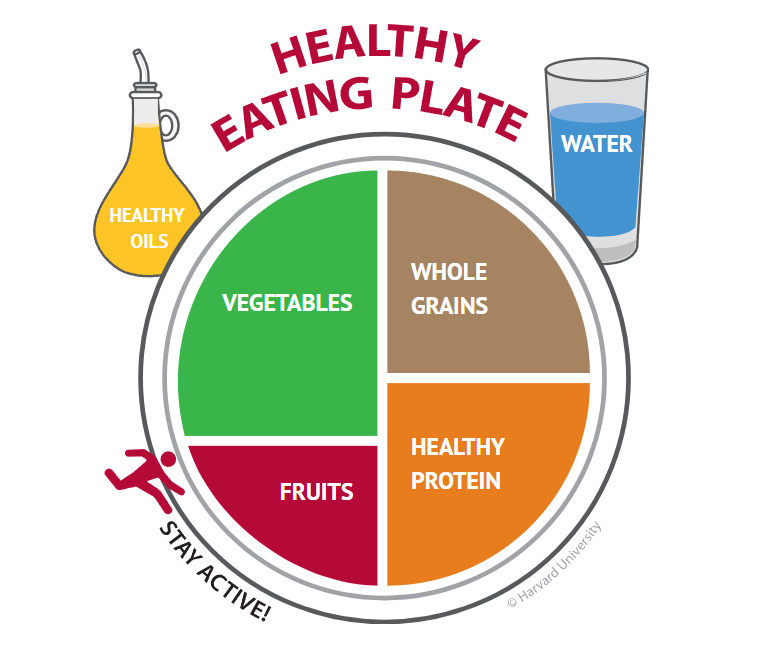 HEALTHY
EATING PLATE
HEALTHY
OILS
WATER
VEGETABLES
WHOLE
GRAINS
FRUITS
HEALTHY
PROTEIN
STAY ACTIVE!
© Harvard University